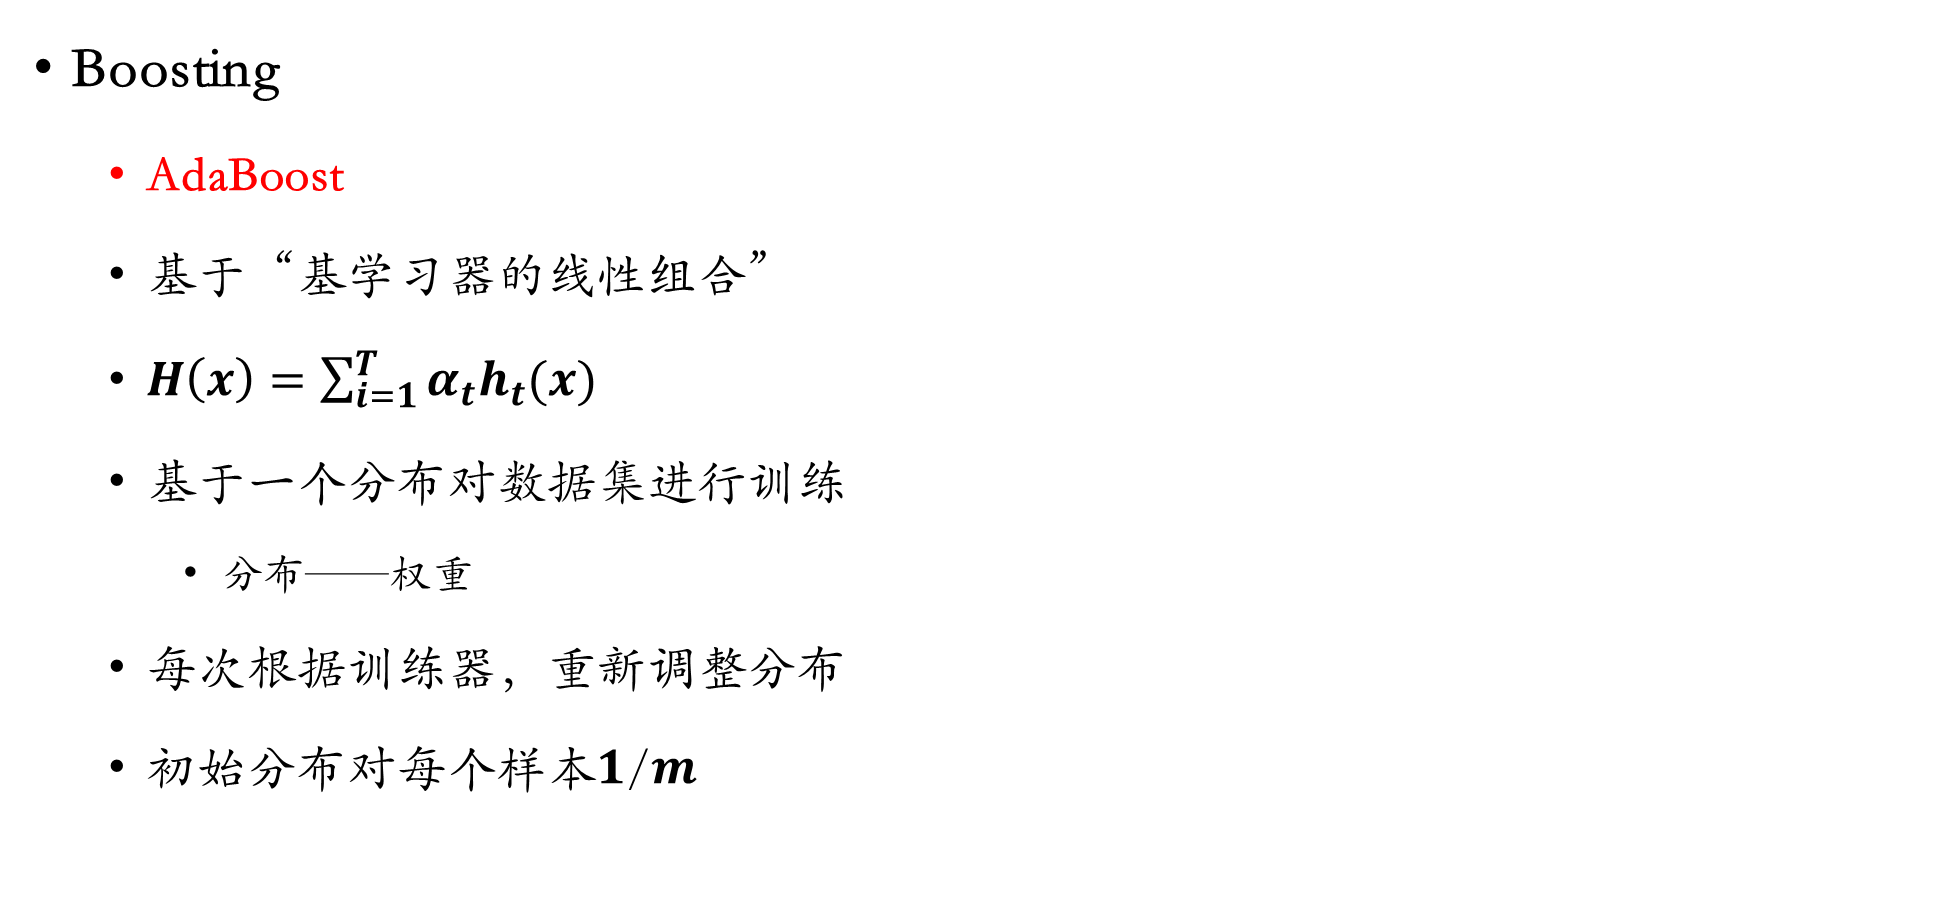 • Boosting
• AdaBoost
• 基于“基学习器的线性组合”
• H(x) = ∑_{i=1}^{T} α_t h_t(x)
• 基于一个分布对数据集进行训练
• 分布——权重
• 每次根据训练器，重新调整分布
• 初始分布对每个样本1/m